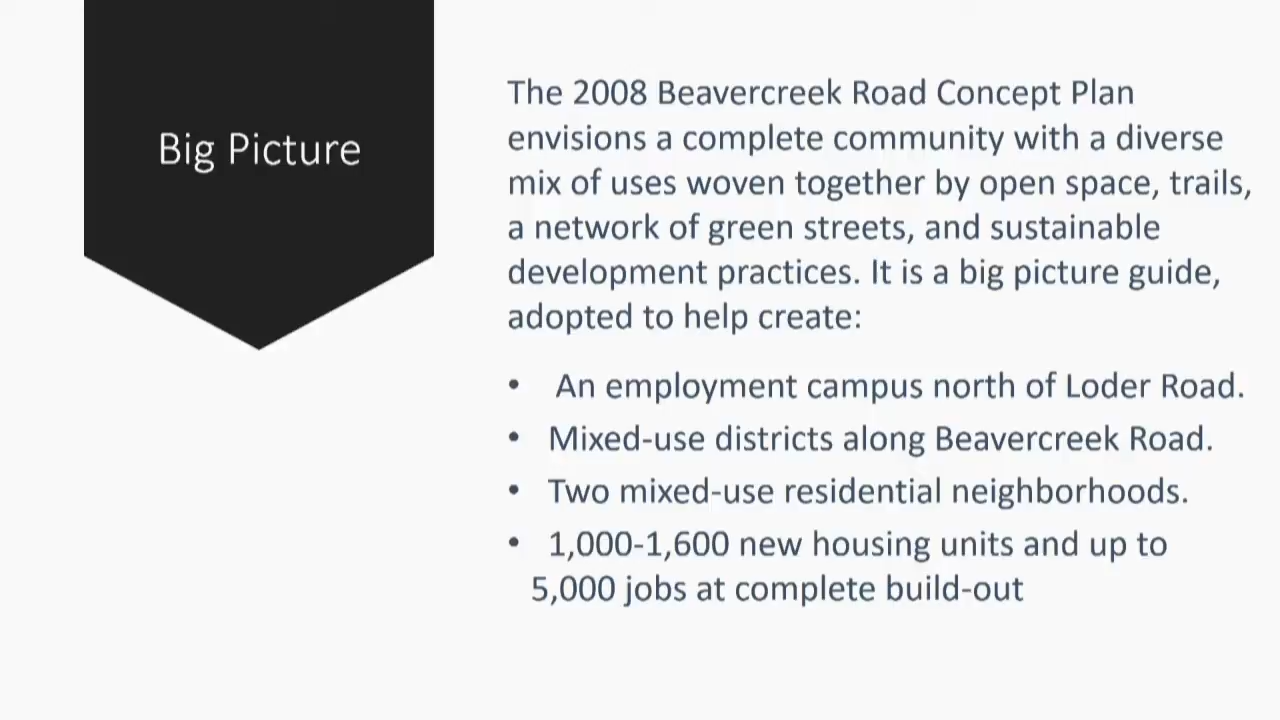 Big Picture
The 2008 Beavercreek Road Concept Plan
envisions a complete community with a diverse
mix of uses woven together by open space, trails,
a network of green streets, and sustainable
development practices. It is a big picture guide,
adopted to help create:
• An employment campus north of Loder Road.
• Mixed-use districts along Beavercreek Road.
• Two mixed-use residential neighborhoods.
• 1,000-1,600 new housing units and up to
5,000 jobs at complete build-out